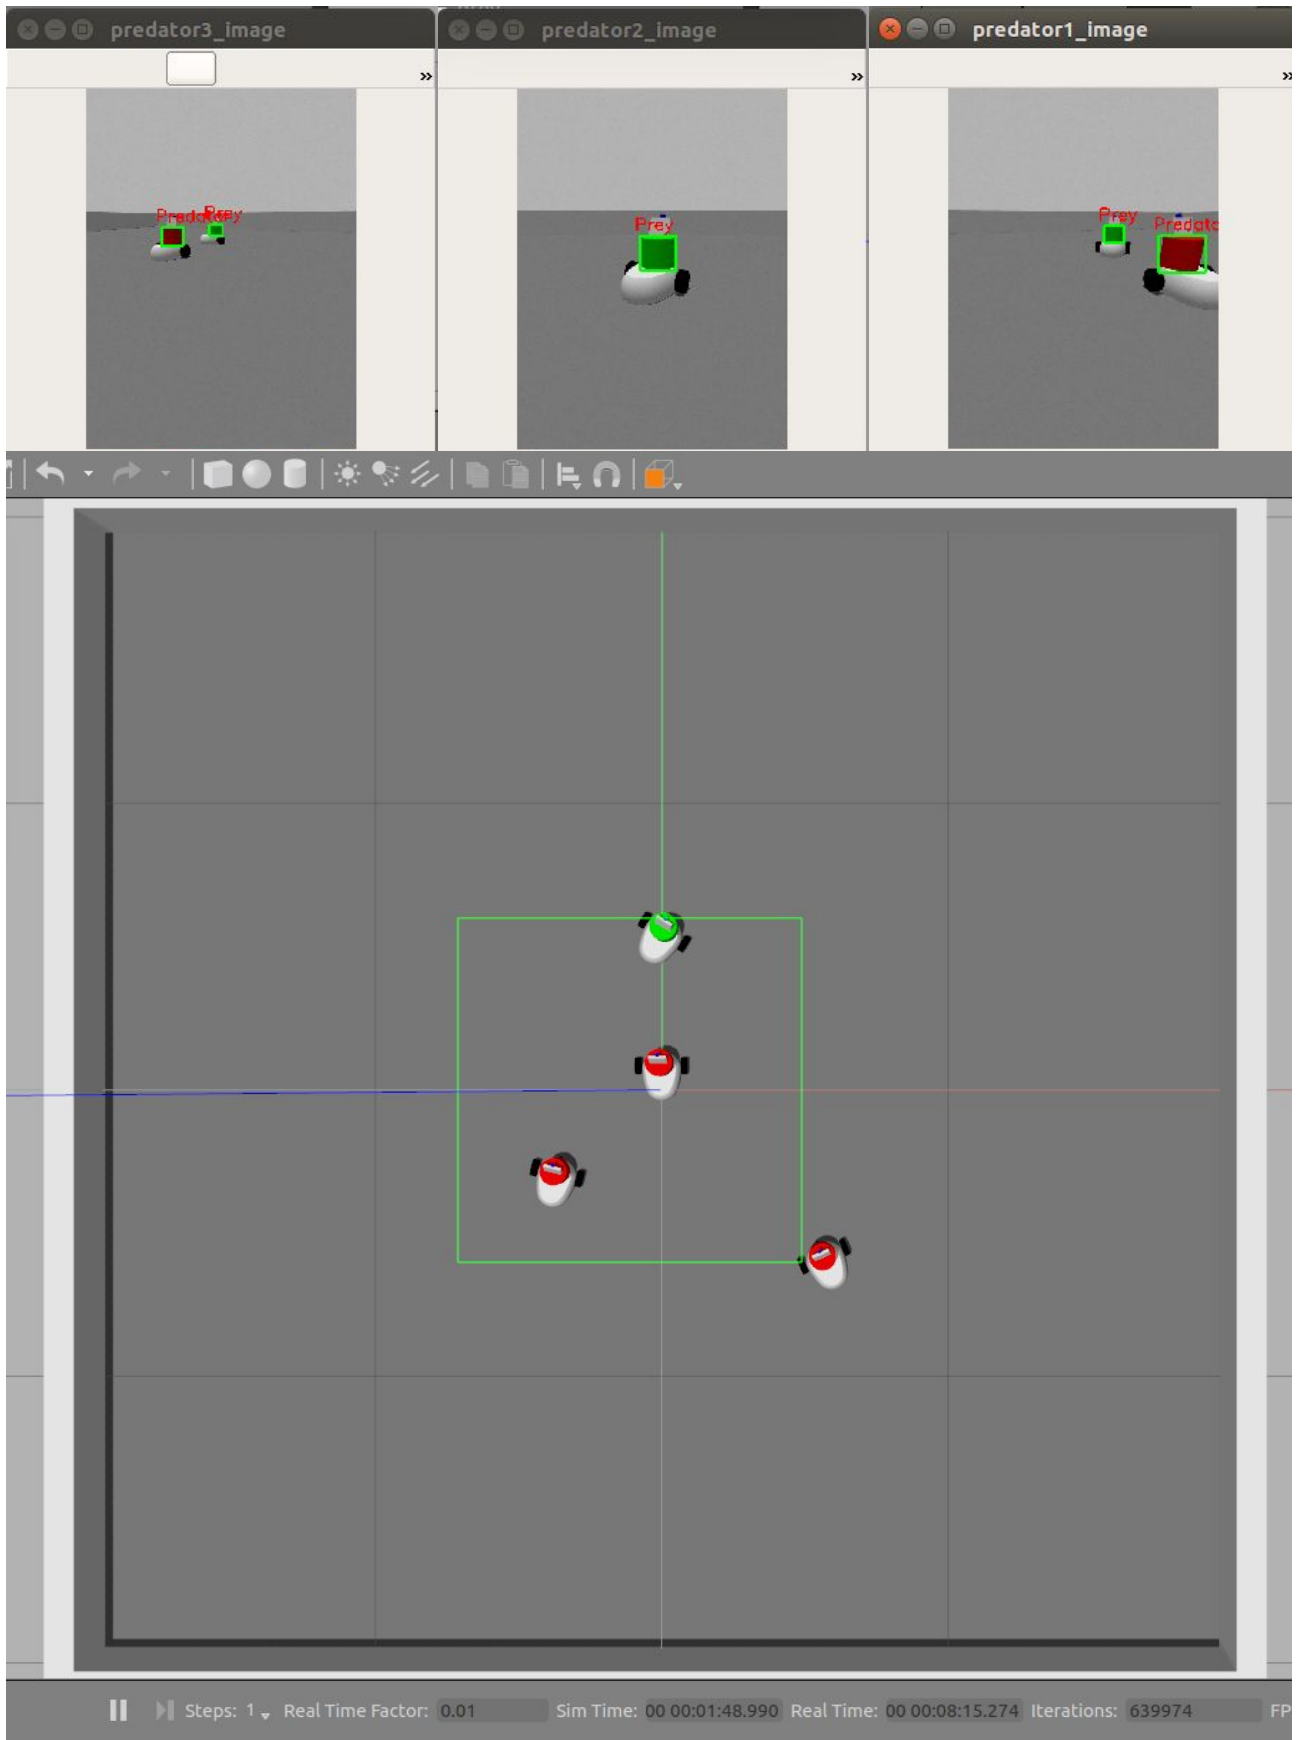 predator3_image
predator2_image
predator1_image
»
»
»
Prey
Prey
Prey
Steps: 1
Real Time Factor: 0.01
Sim Time: 00 00:01:48.990
Real Time: 00 00:08:15.274
Iterations: 639974
FP